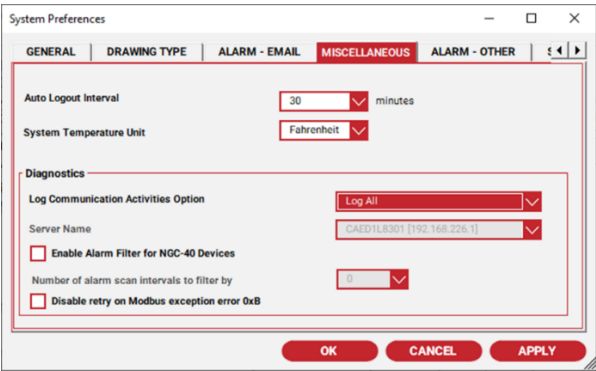 System Preferences
GENERAL DRAWING TYPE ALARM - EMAIL MISCELLANEOUS ALARM - OTHER
Auto Logout Interval 30 minutes
System Temperature Unit Fahrenheit
Diagnostics
Log Communication Activities Option Log All
Server Name CAED1L8301 [192.168.226.1]
Enable Alarm Filter for NGC-40 Devices
Number of alarm scan intervals to filter by 0
Disable retry on Modbus exception error 0xB
OK CANCEL APPLY